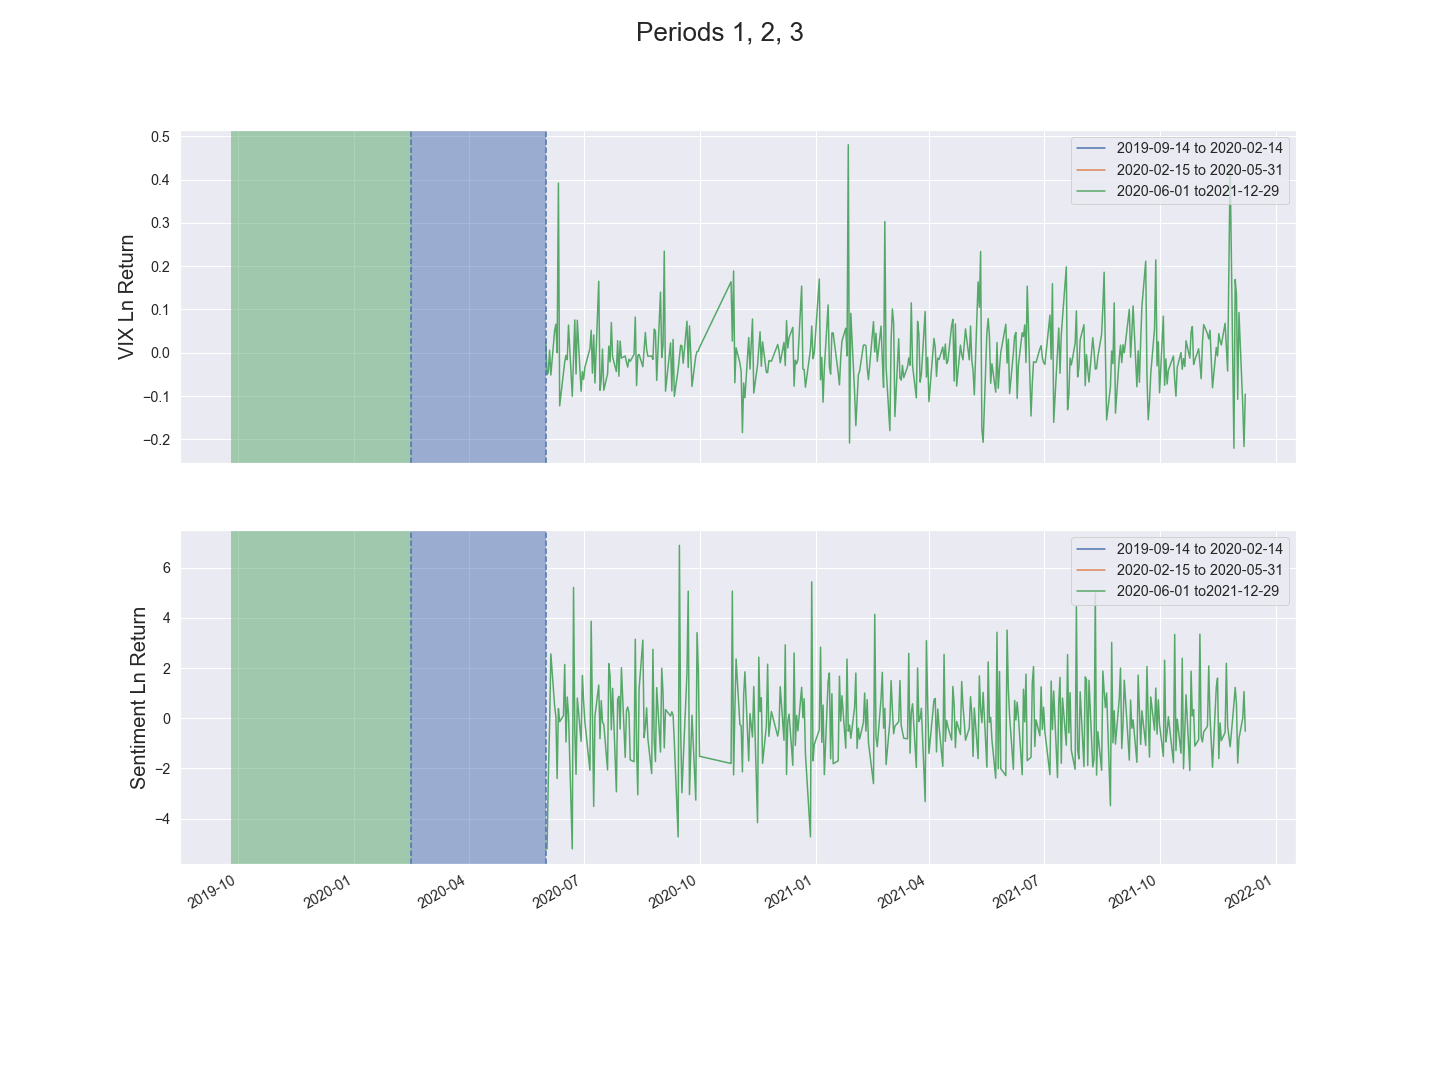 Periods 1, 2, 3
VIX Ln Return
0.5
0.4
0.3
0.2
0.1
0.0
−0.1
−0.2
2019-09-14 to 2020-02-14
2020-02-15 to 2020-05-31
2020-06-01 to2021-12-29
Sentiment Ln Return
6
4
2
0
−2
−4
2019-09-14 to 2020-02-14
2020-02-15 to 2020-05-31
2020-06-01 to2021-12-29
2019-10
2020-01
2020-04
2020-07
2020-10
2021-01
2021-04
2021-07
2021-10
2022-01